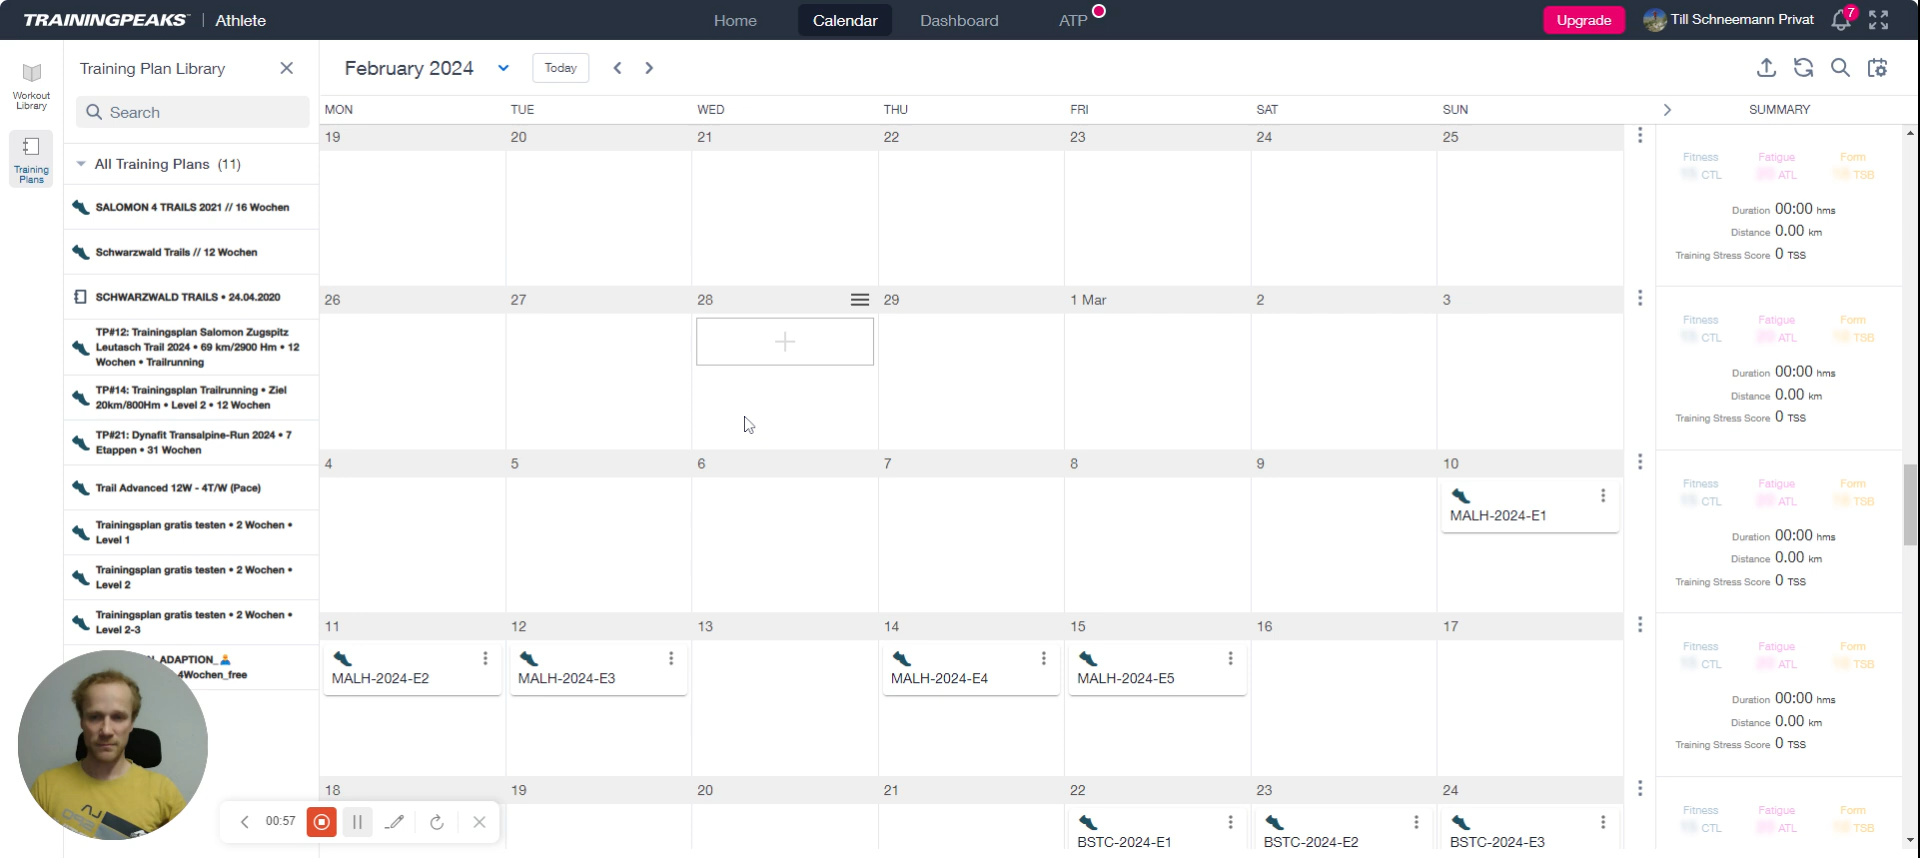 TRAININGPEAKS
Athlete
Home
Calendar
Dashboard
ATP
Upgrade
Till Schneemann Privat
7
Workout
Library
Training
Plans
Training Plan Library
Search
All Training Plans (11)
SALOMON 4 TRAILS 2021 // 16 Wochen
Schwarzwald Trails // 12 Wochen
SCHWARZWALD TRAILS • 24.04.2020
TP#12: Trainingsplan Salomon Zugspitz
Leutasch Trail 2024 • 69 km/2900 Hm • 12
Wochen • Trailrunning
TP#14: Trainingsplan Trailrunning • Ziel
20km/800Hm • Level 2 • 12 Wochen
TP#21: Dynafit Transalpine-Run 2024 • 7
Etappen • 31 Wochen
Trail Advanced 12W - 4T/W (Pace)
Trainingsplan gratis testen • 2 Wochen •
Level 1
Trainingsplan gratis testen • 2 Wochen •
Level 2
Trainingsplan gratis testen • 2 Wochen •
Level 2-3
ADAPTION_
4Wochen_free
00:57
February 2024
Today
MON TUE WED THU FRI SAT SUN
SUMMARY
19 20 21 22 23 24 25
Fitness Fatigue Form
CTL ATL TSB
Duration 00:00 hms
Distance 0.00 km
Training Stress Score 0 TSS
26 27 28 29 1 Mar 2 3
Fitness Fatigue Form
CTL ATL TSB
Duration 00:00 hms
Distance 0.00 km
Training Stress Score 0 TSS
4 5 6 7 8 9 10
MALH-2024-E1
Fitness Fatigue Form
CTL ATL TSB
Duration 00:00 hms
Distance 0.00 km
Training Stress Score 0 TSS
11 12 13 14 15 16 17
MALH-2024-E2 MALH-2024-E3 MALH-2024-E4 MALH-2024-E5
Fitness Fatigue Form
CTL ATL TSB
Duration 00:00 hms
Distance 0.00 km
Training Stress Score 0 TSS
18 19 20 21 22 23 24
BSTC-2024-E1 BSTC-2024-E2 BSTC-2024-E3
Fitness Fatigue Form
CTL ATL TSB